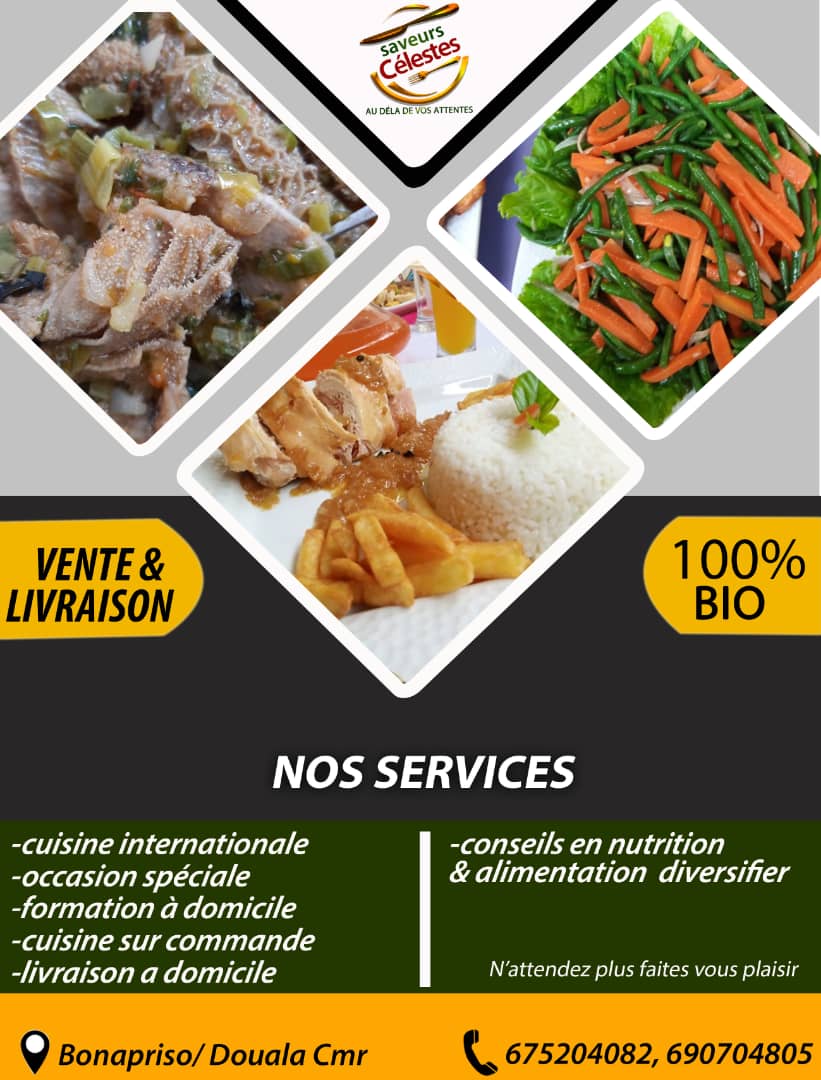 saveurs
Célestes
AU DÉLA DE VOS ATTENTES
VENTE &
LIVRAISON
100%
BIO
NOS SERVICES
-cuisine internationale
-occasion spéciale
-formation à domicile
-cuisine sur commande
-livraison a domicile
-conseils en nutrition
& alimentation diversifier
N'attendez plus faites vous plaisir
Bonapriso/ Douala Cmr
675204082, 690704805